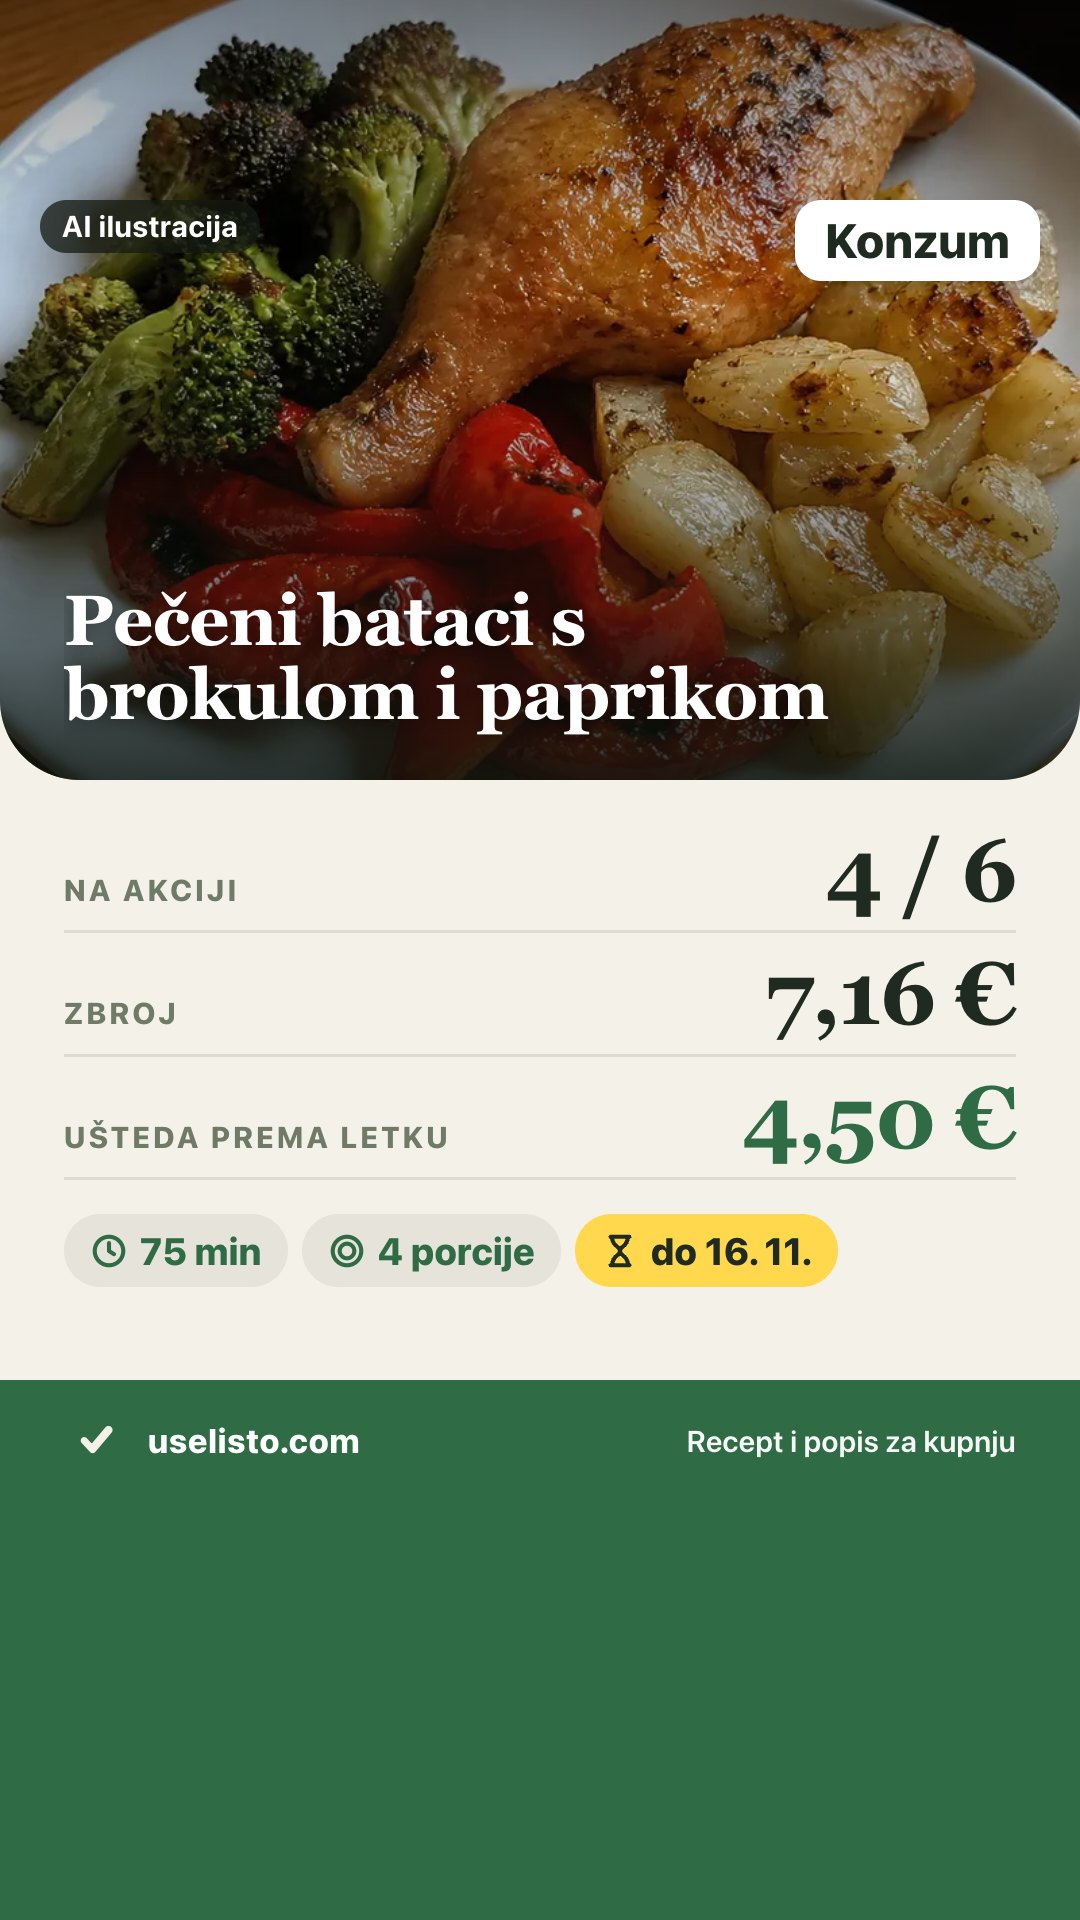 AI ilustracija
Konzum
Pečeni bataci s
brokulom i paprikom
NA AKCIJI
4 / 6
ZBROJ
7,16 €
UŠTEDA PREMA LETKU
4,50 €
75 min
4 porcije
do 16. 11.
uselisto.com
Recept i popis za kupnju